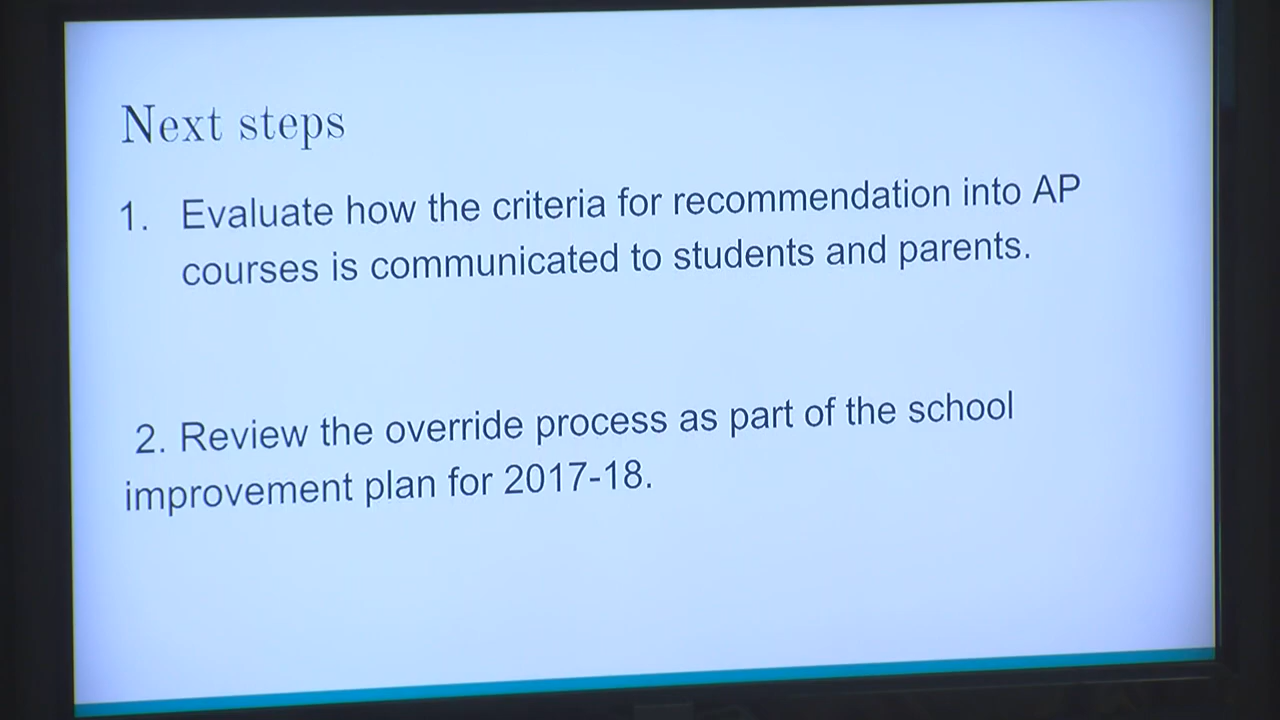 Next steps
1. Evaluate how the criteria for recommendation into AP
courses is communicated to students and parents.
2. Review the override process as part of the school
improvement plan for 2017-18.